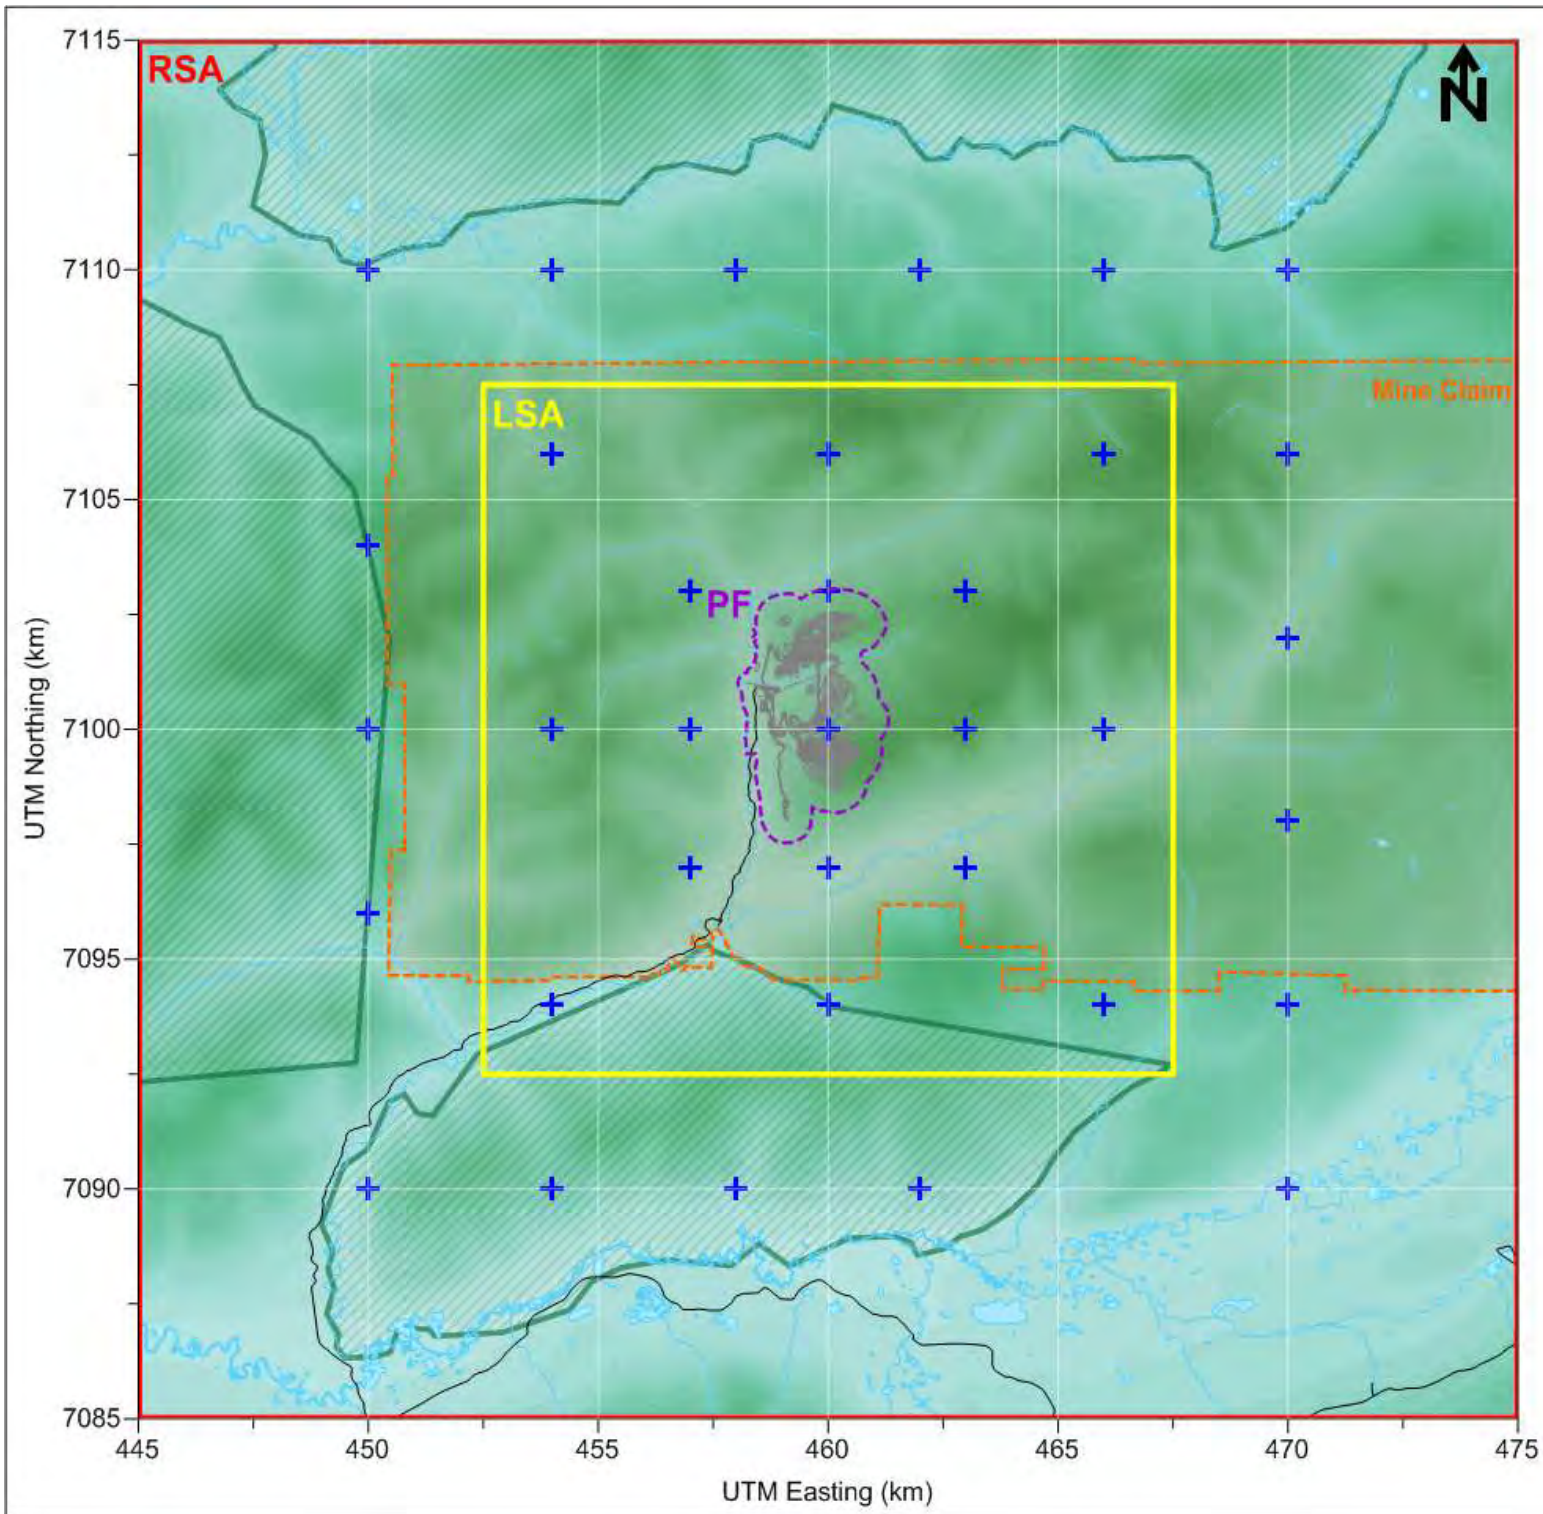 7115
RSA
N
7110
Mine Claim
LSA
7105
PF
UTM Northing (km)
7100
7095
7090
7085
445 450 455 460 465 470 475
UTM Easting (km)